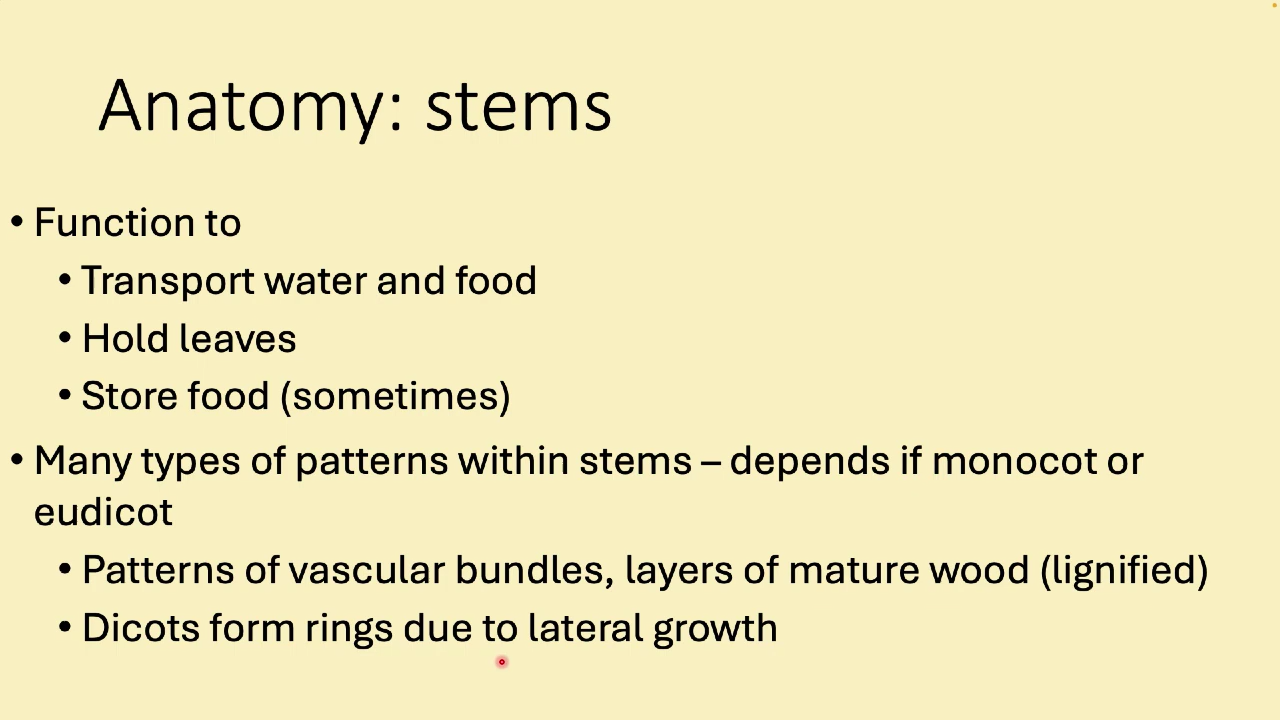 Anatomy: stems
• Function to
• Transport water and food
• Hold leaves
• Store food (sometimes)
• Many types of patterns within stems – depends if monocot or
eudicot
• Patterns of vascular bundles, layers of mature wood (lignified)
• Dicots form rings due to lateral growth